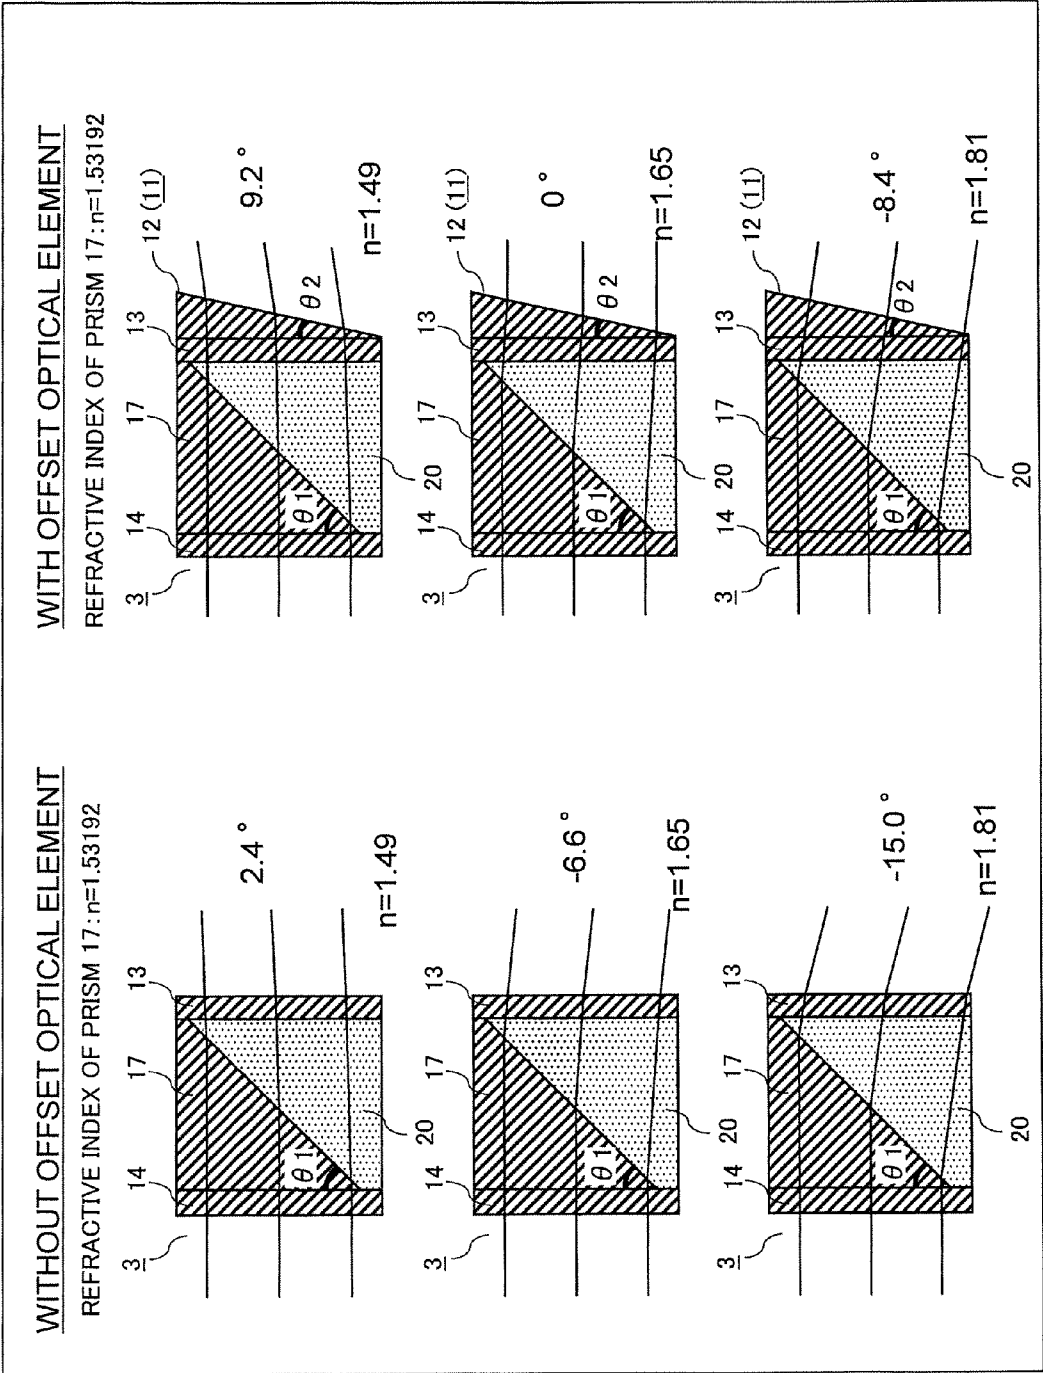 WITHOUT OFFSET OPTICAL ELEMENT
REFRACTIVE INDEX OF PRISM 17:n=1.53192
3 14 17 13
2.4°
θ1
n=1.49
20
3 14 17 13
-6.6°
θ1
n=1.65
20
3 14 17 13
-15.0°
θ1
n=1.81
20
WITH OFFSET OPTICAL ELEMENT
REFRACTIVE INDEX OF PRISM 17:n=1.53192
3 14 17 13 12 (11)
9.2°
θ1
θ2
n=1.49
20
3 14 17 13 12 (11)
0°
θ1
θ2
n=1.65
20
3 14 17 13 12 (11)
-8.4°
θ1
θ2
n=1.81
20